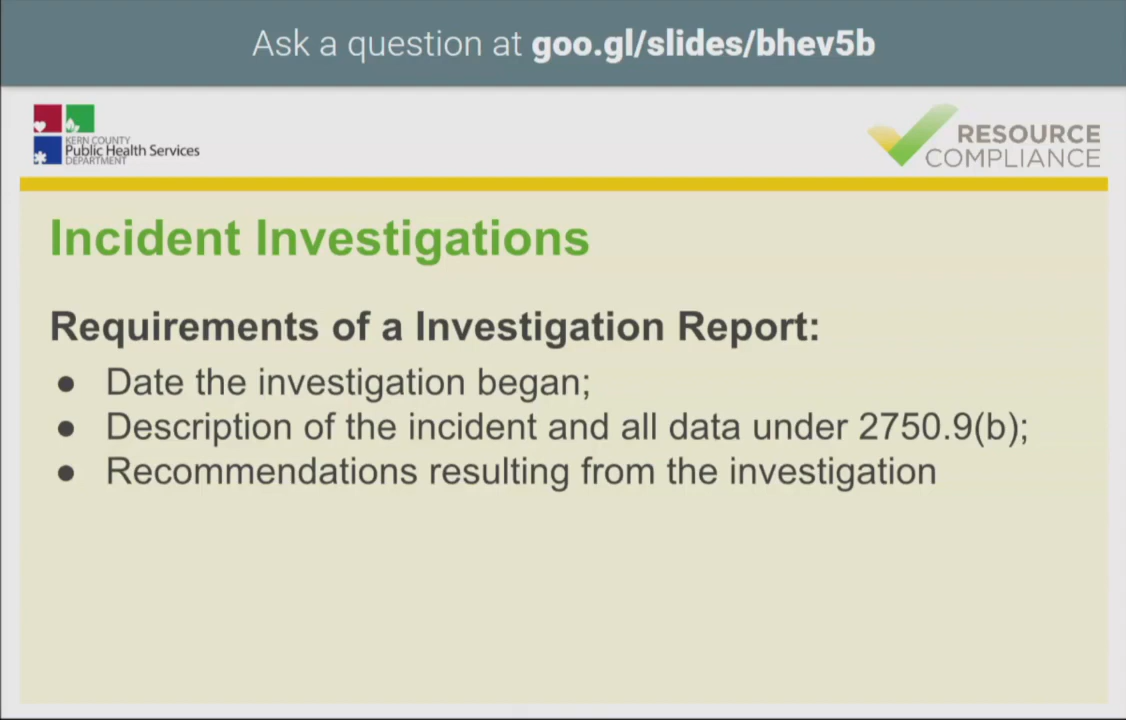 Ask a question at goo.gl/slides/bhev5b
KERN COUNTY
Public Health Services
DEPARTMENT
RESOURCE
COMPLIANCE
Incident Investigations
Requirements of a Investigation Report:
● Date the investigation began;
● Description of the incident and all data under 2750.9(b);
● Recommendations resulting from the investigation